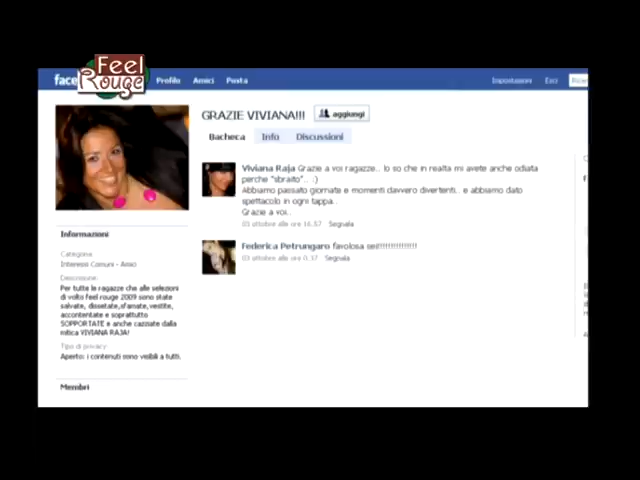 Feel
Rouge
face
Profilo Amici Posta
Impostazioni Esci
GRAZIE VIVIANA!!! aggiungi
Bacheca Info Discussioni
Viviana Raja Grazie a voi ragazze.. lo so che in realta mi avete anche odiata
perche "sbraito".. .:)
Abbiamo passato giornate e momenti davvero divertenti.. e abbiamo dato
spettacolo in ogni tappa..
Grazie a voi..
03 ottobre alle ore 16.57 Segnala
Federica Petrungaro favolosa sei!!!!!!!!!!!!!!!
03 ottobre alle ore 0.37 Segnala
Informazioni
Categoria:
Interessi Comuni - Amici
Descrizione:
Per tutte le ragazze che alle selezioni
di volto feel rouge 2009 sono state
salvate, dissetate,sfamate,vestite,
accontentate e soprattutto
SOPPORTATE e anche cazziate dalla
mitica VIVIANA RAJA!
Tipo di privacy:
Aperto: i contenuti sono visibili a tutti.
Membri